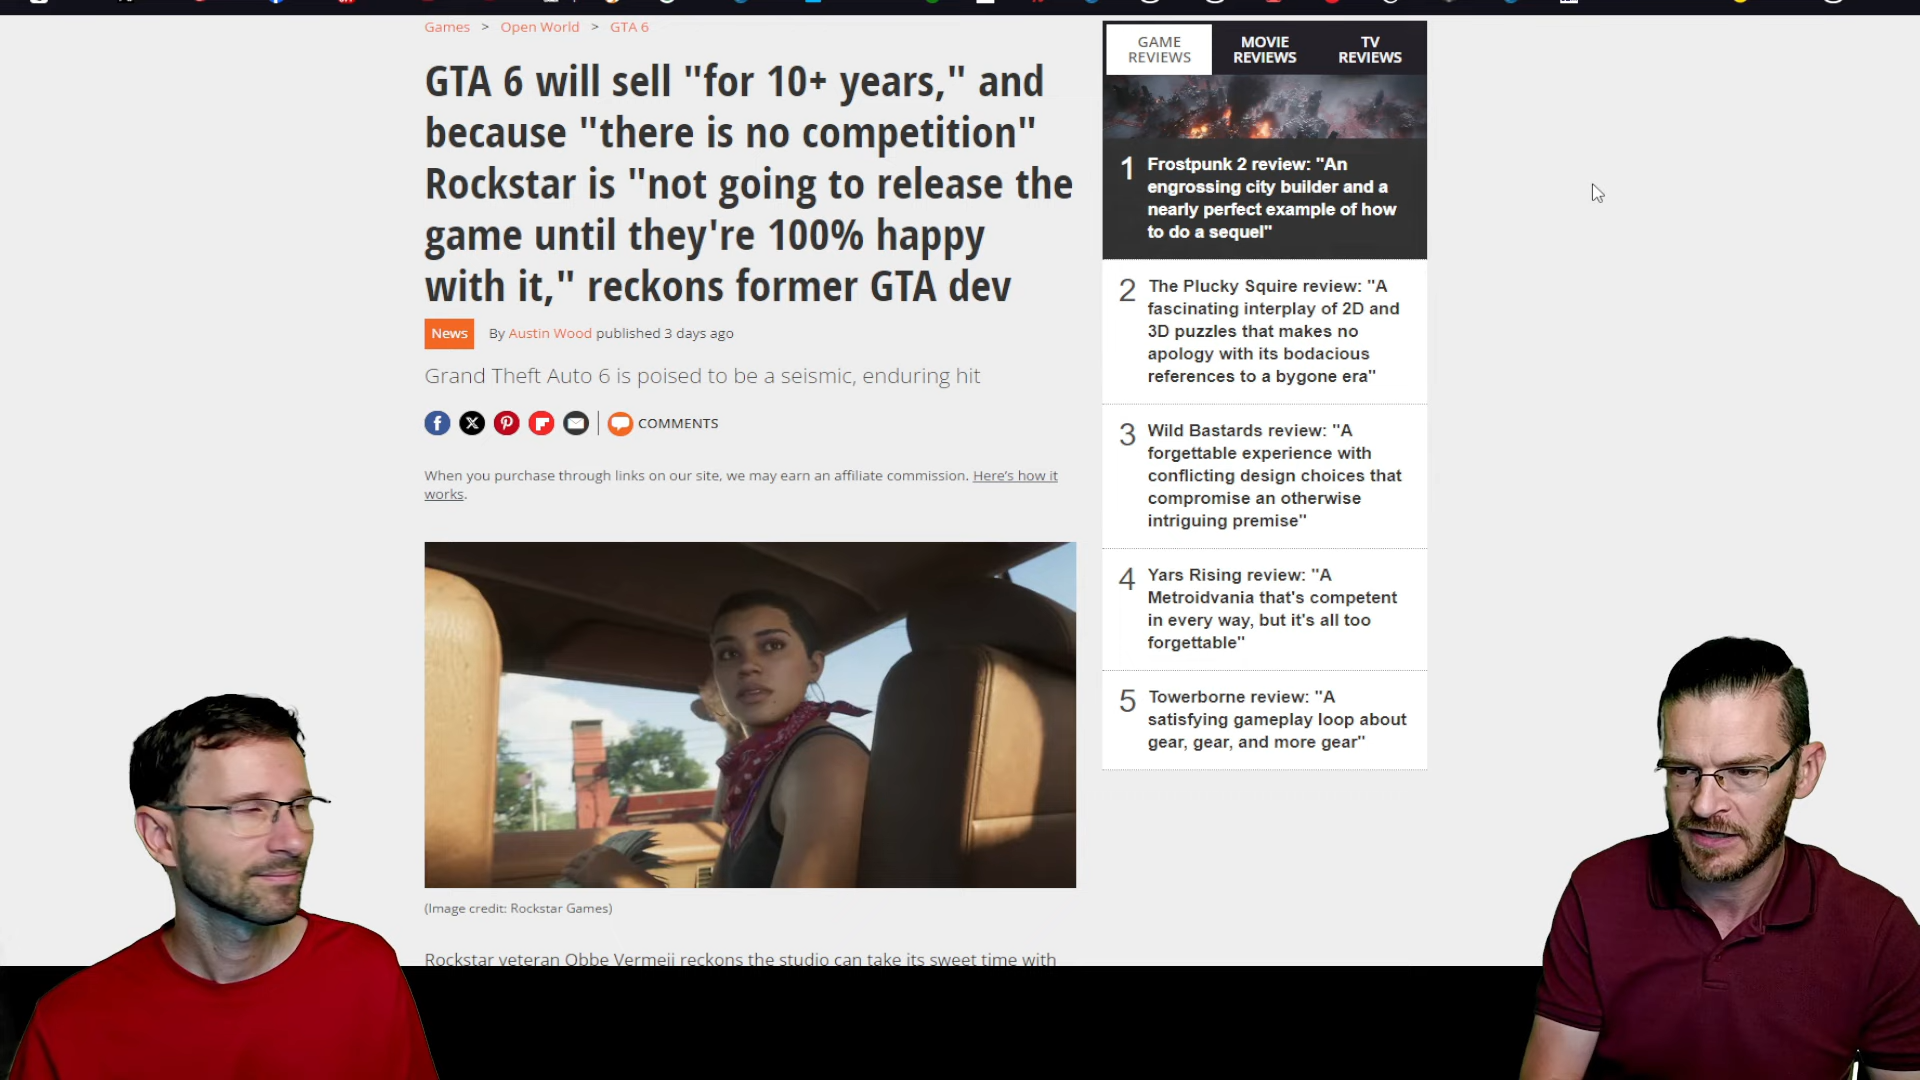 Games > Open World > GTA 6
GTA 6 will sell "for 10+ years," and
because "there is no competition"
Rockstar is "not going to release the
game until they're 100% happy
with it," reckons former GTA dev
News By Austin Wood published 3 days ago
Grand Theft Auto 6 is poised to be a seismic, enduring hit
COMMENTS
When you purchase through links on our site, we may earn an affiliate commission. Here's how it
works.
(Image credit: Rockstar Games)
Rockstar veteran Obbe Vermeij reckons the studio can take its sweet time with
GAME
REVIEWS
MOVIE
REVIEWS
TV
REVIEWS
1 Frostpunk 2 review: "An
engrossing city builder and a
nearly perfect example of how
to do a sequel"
2 The Plucky Squire review: "A
fascinating interplay of 2D and
3D puzzles that makes no
apology with its bodacious
references to a bygone era"
3 Wild Bastards review: "A
forgettable experience with
conflicting design choices that
compromise an otherwise
intriguing premise"
4 Yars Rising review: "A
Metroidvania that's competent
in every way, but it's all too
forgettable"
5 Towerborne review: "A
satisfying gameplay loop about
gear, gear, and more gear"